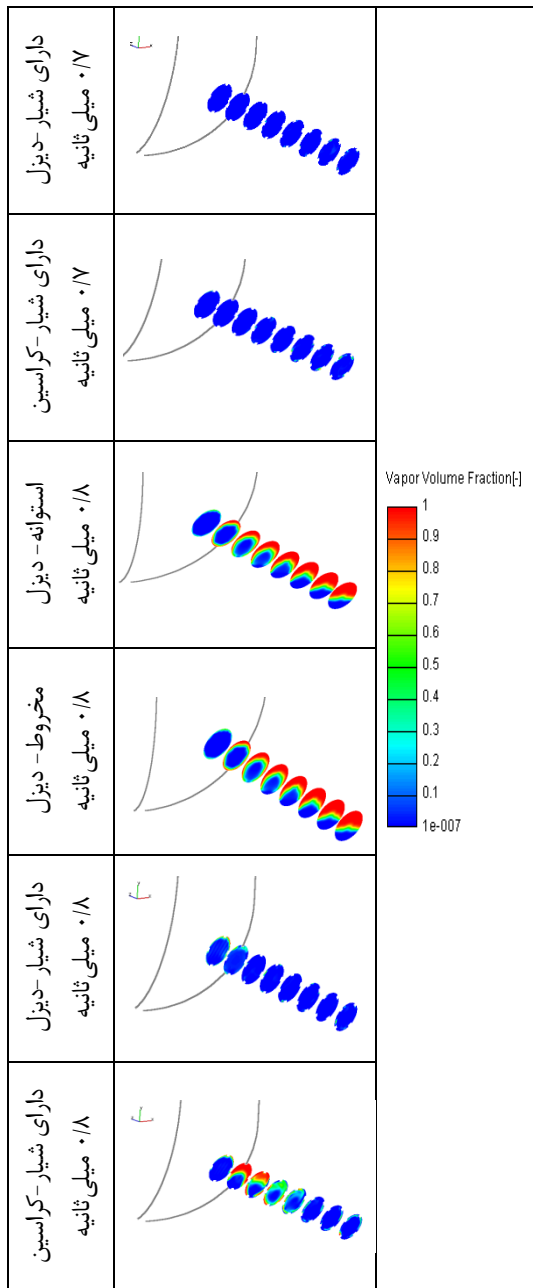 دارای شیار-دیزل
۰/۷ میلی ثانیه
دارای شیار-کراسین
۰/۷ میلی ثانیه
استوانه-دیزل
۰/۸ میلی ثانیه
مخروط-دیزل
۰/۸ میلی ثانیه
دارای شیار-دیزل
۰/۸ میلی ثانیه
دارای شیار-کراسین
۰/۸ میلی ثانیه
Vapor Volume Fraction[-]
1
0.9
0.8
0.7
0.6
0.5
0.4
0.3
0.2
0.1
1e-007